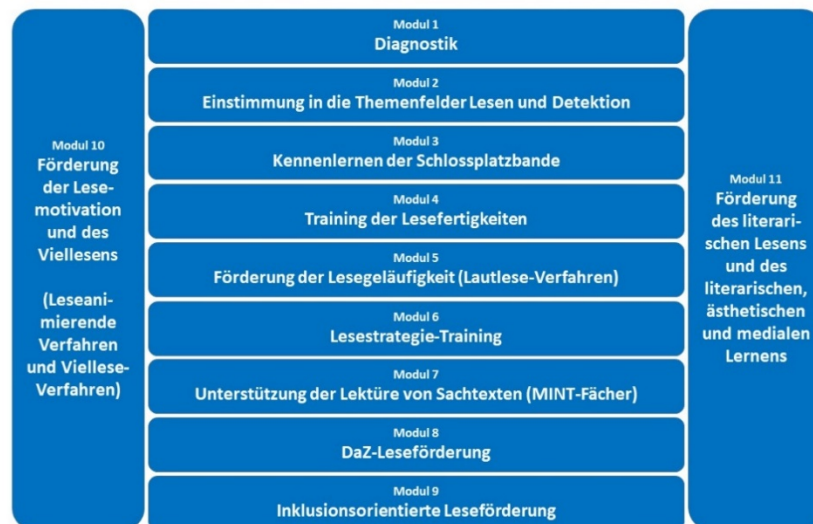 Modul 10
Förderung
der Lese-
motivation
und des
Viellesens
(Leseani-
mierende
Verfahren
und Viellese-
Verfahren)
Modul 1
Diagnostik
Modul 2
Einstimmung in die Themenfelder Lesen und Detektion
Modul 3
Kennenlernen der Schlossplatzbande
Modul 4
Training der Lesefertigkeiten
Modul 5
Förderung der Lesegeläufigkeit (Lautlese-Verfahren)
Modul 6
Lesestrategie-Training
Modul 7
Unterstützung der Lektüre von Sachtexten (MINT-Fächer)
Modul 8
DaZ-Leseförderung
Modul 9
Inklusionsorientierte Leseförderung
Modul 11
Förderung
des literari-
schen Lesens
und des
literarischen,
ästhetischen
und medialen
Lernens